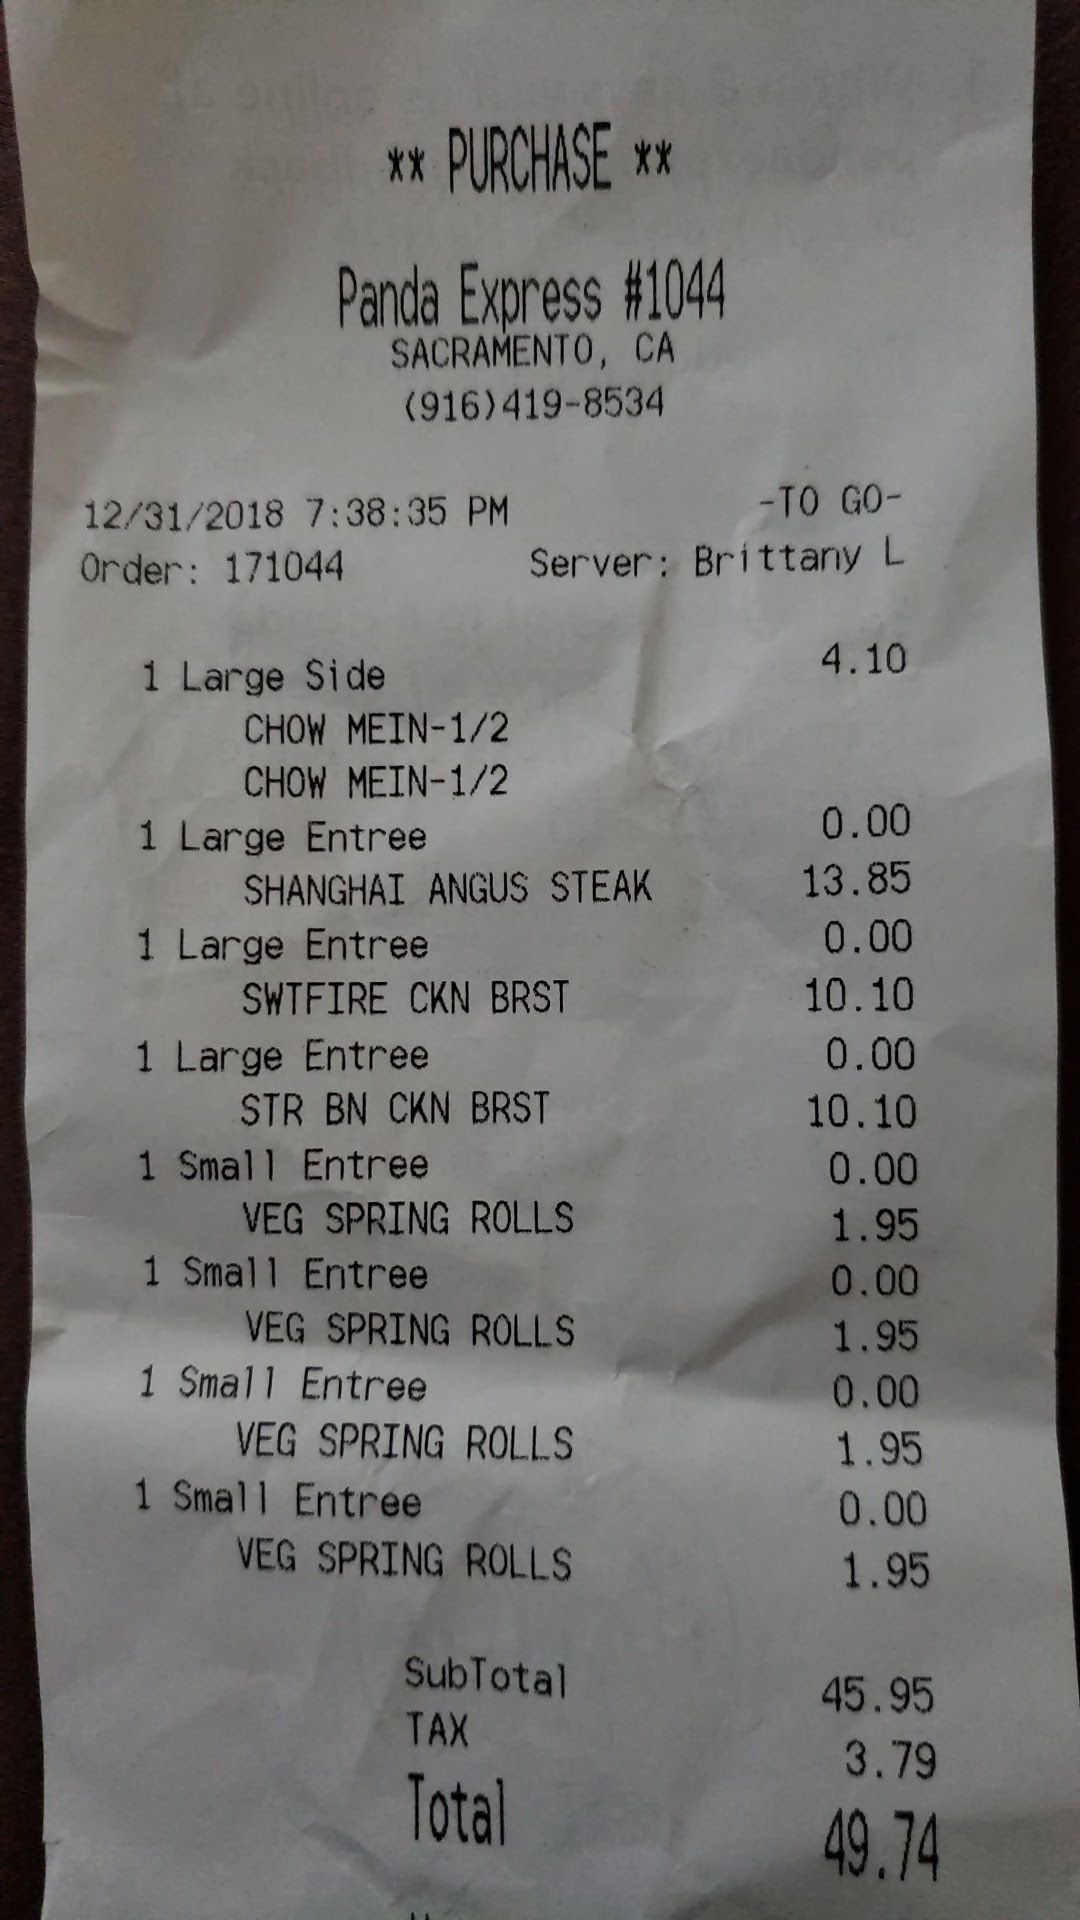 ** PURCHASE **
Panda Express #1044
SACRAMENTO, CA
(916)419-8534
12/31/2018 7:38:35 PM -TO GO-
Order: 171044 Server: Brittany L
1 Large Side 4.10
CHOW MEIN-1/2
CHOW MEIN-1/2
1 Large Entree 0.00
SHANGHAI ANGUS STEAK 13.85
1 Large Entree 0.00
SWTFIRE CKN BRST 10.10
1 Large Entree 0.00
STR BN CKN BRST 10.10
1 Small Entree 0.00
VEG SPRING ROLLS 1.95
1 Small Entree 0.00
VEG SPRING ROLLS 1.95
1 Small Entree 0.00
VEG SPRING ROLLS 1.95
1 Small Entree 0.00
VEG SPRING ROLLS 1.95
SubTotal 45.95
TAX 3.79
Total 49.74